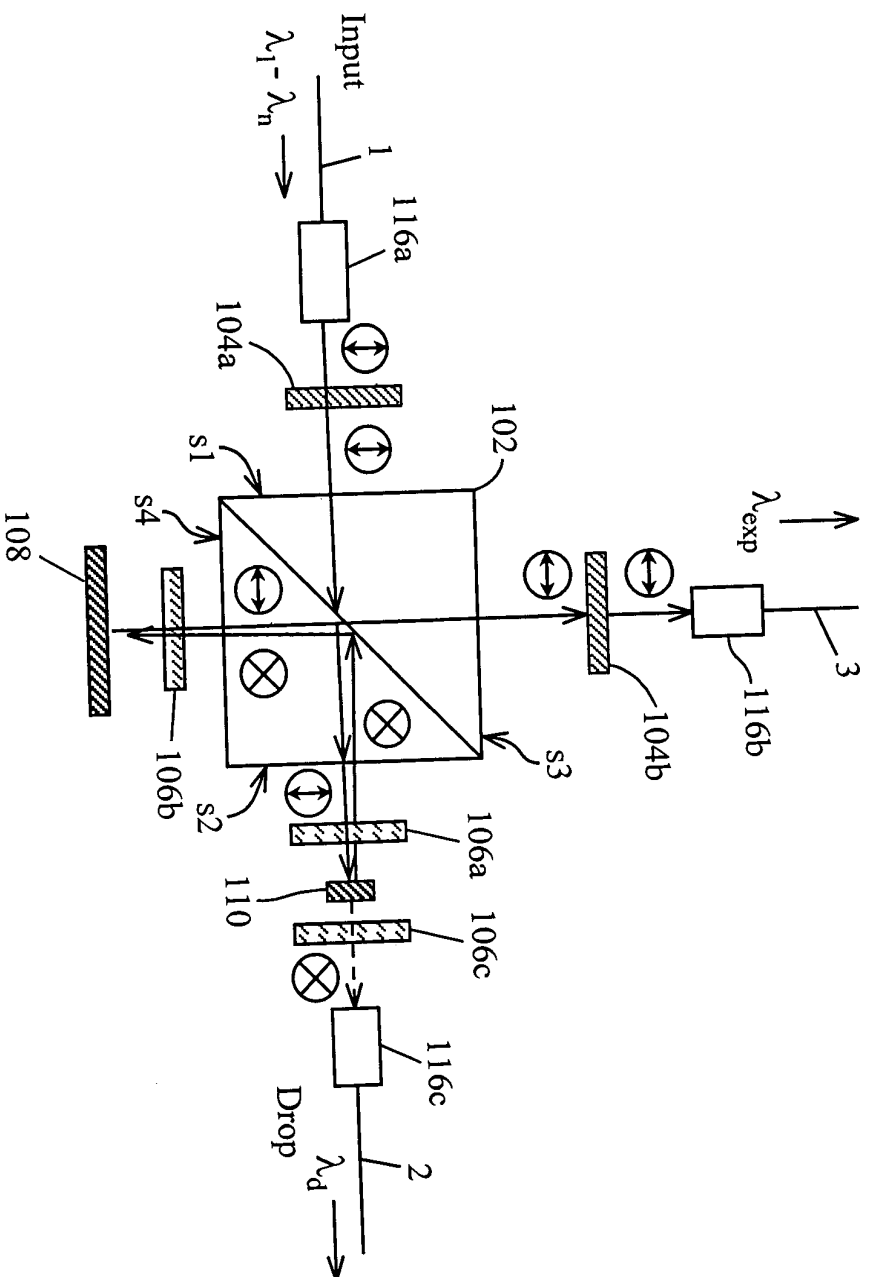 Input
λ1 - λn
1
116a
104a
s1
s4
102
λexp
3
116b
104b
s3
108
106b
s2
106a
110
106c
116c
Drop
λd
2